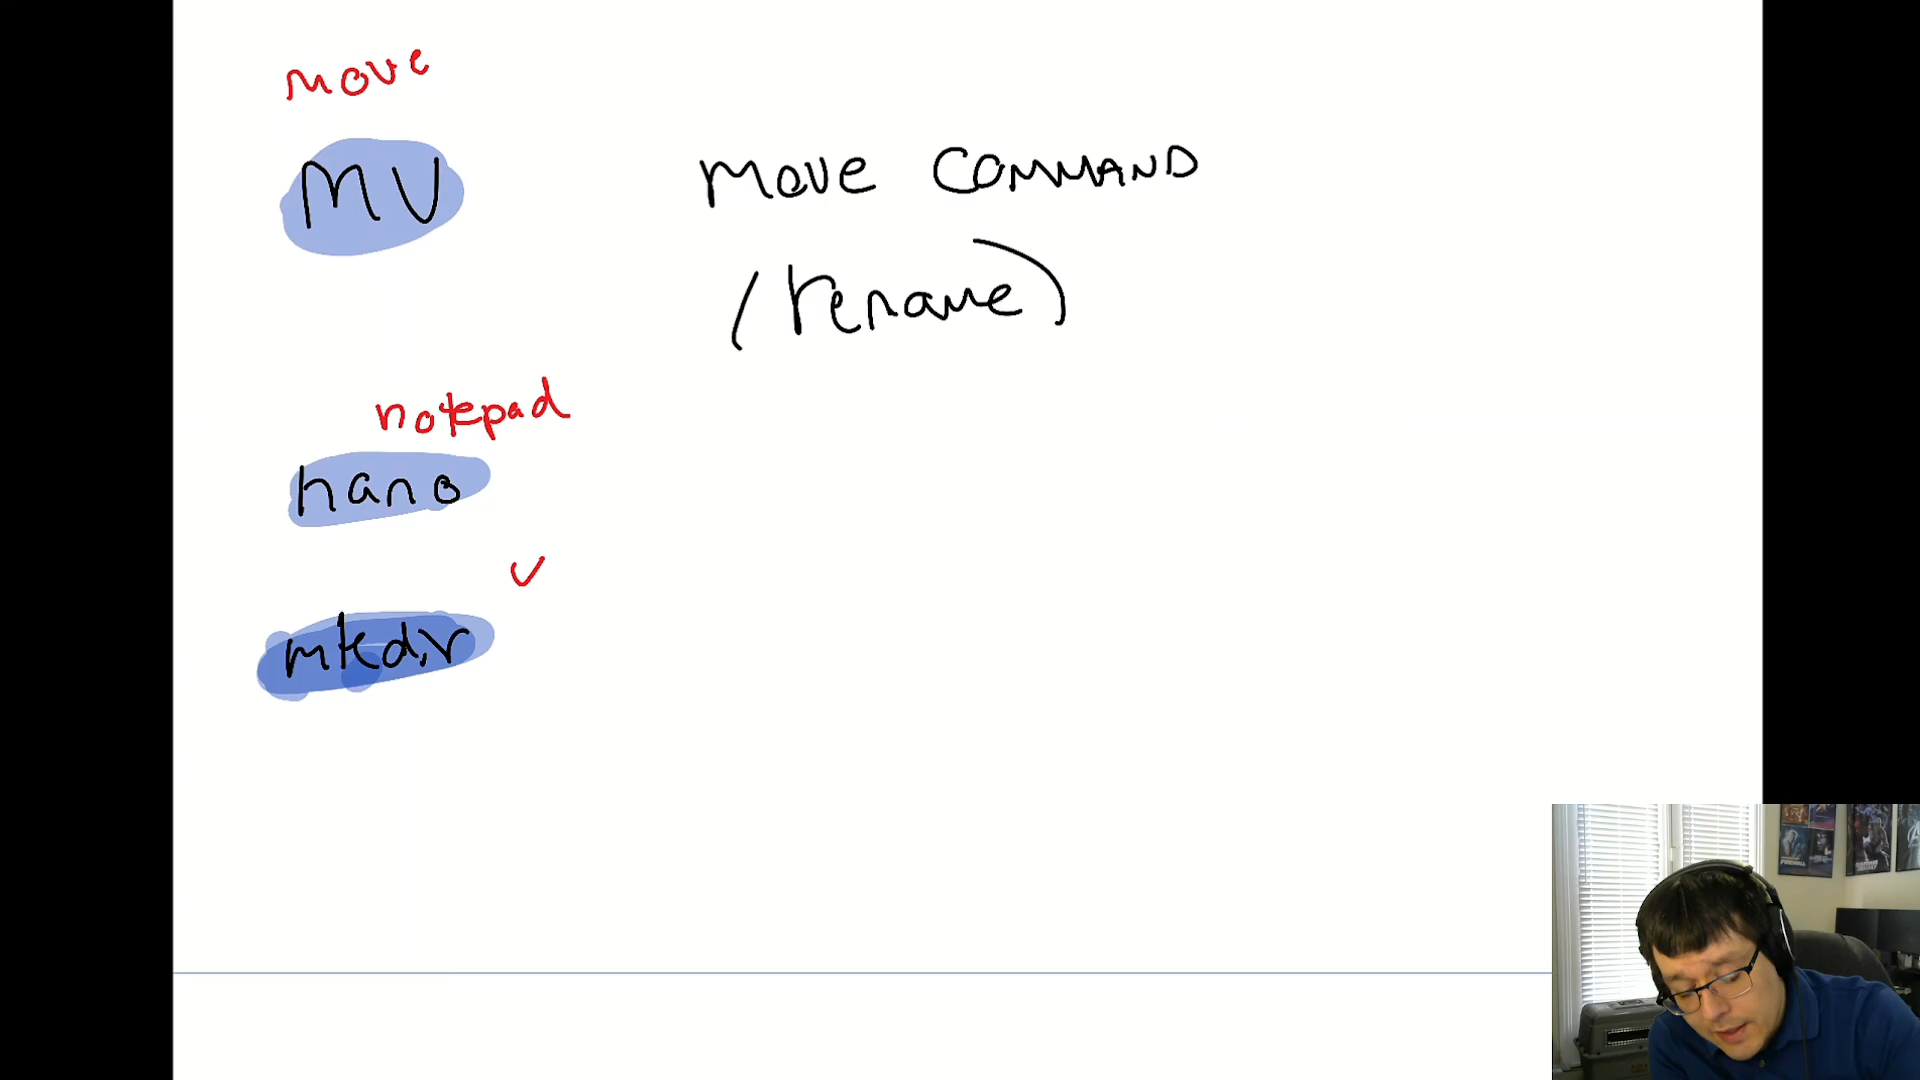 move
MV
move COMMAND
(rename)
notepad
nano
mkdir